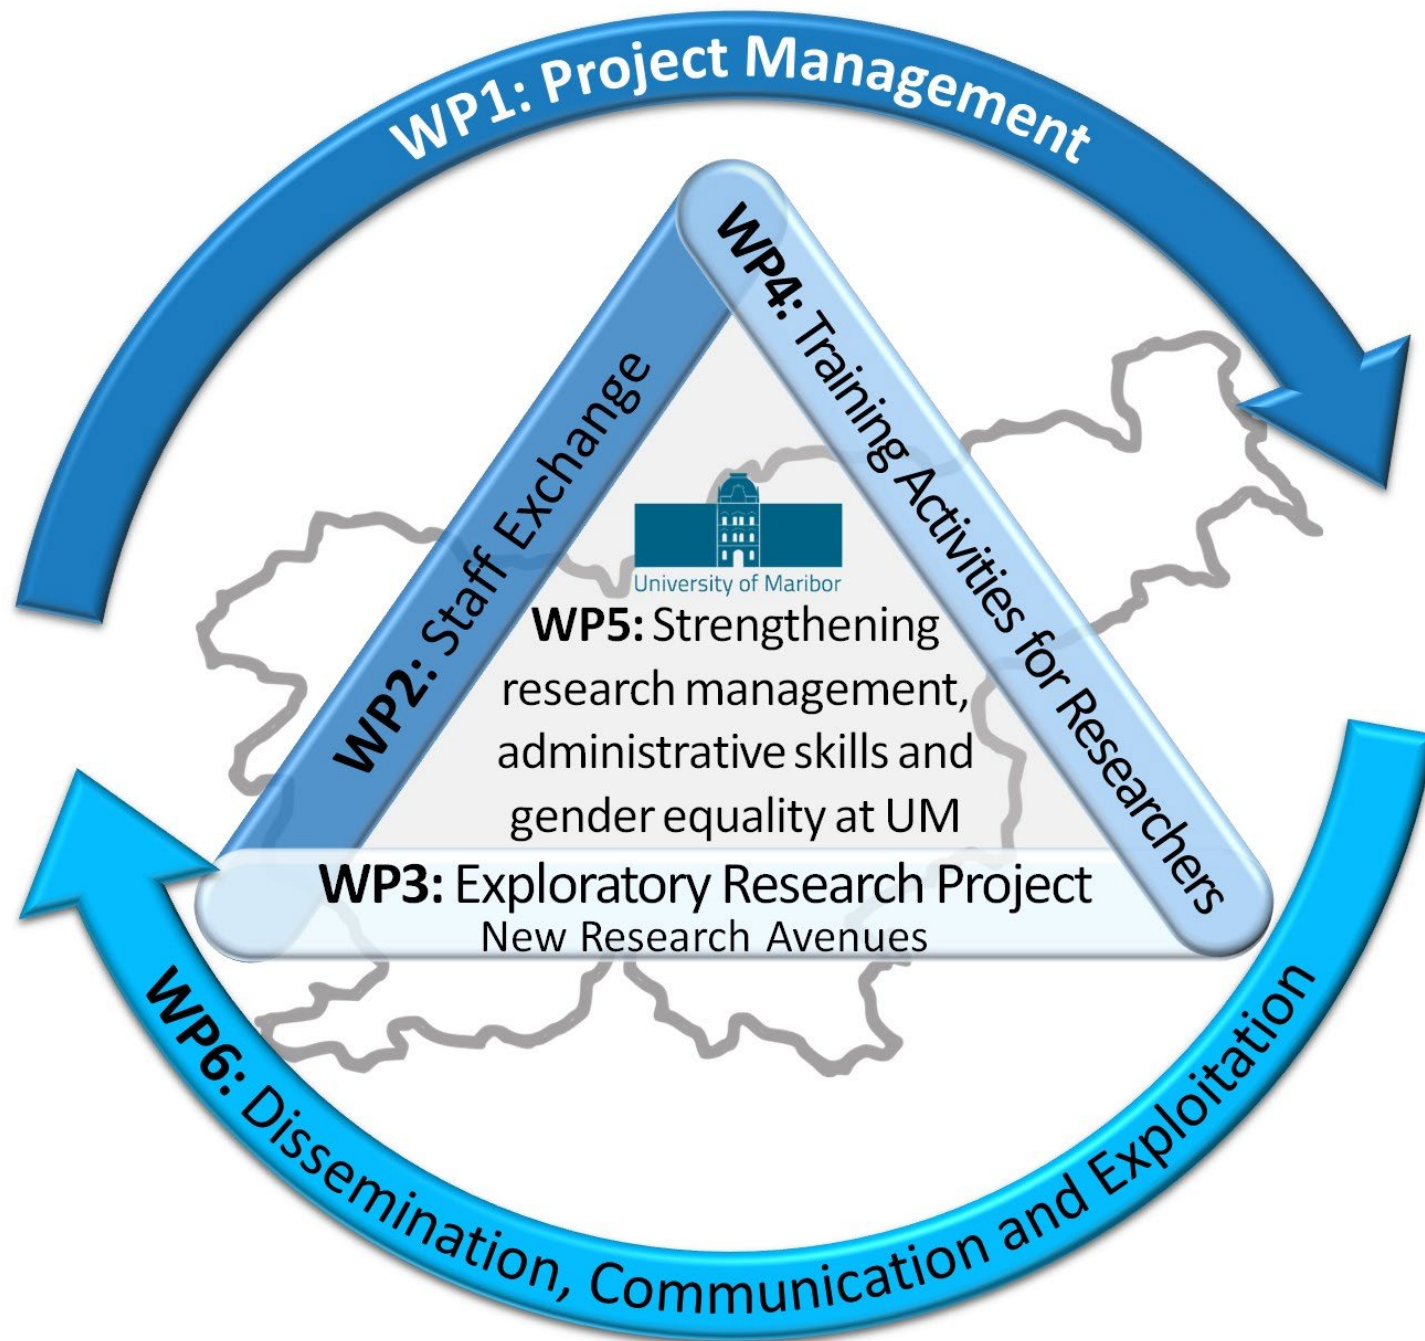 WP1: Project Management
WP4: Training Activities for Researchers
WP2: Staff Exchange
University of Maribor
WP5: Strengthening
research management,
administrative skills and
gender equality at UM
WP3: Exploratory Research Project
New Research Avenues
WP6: Dissemination, Communication and Exploitation